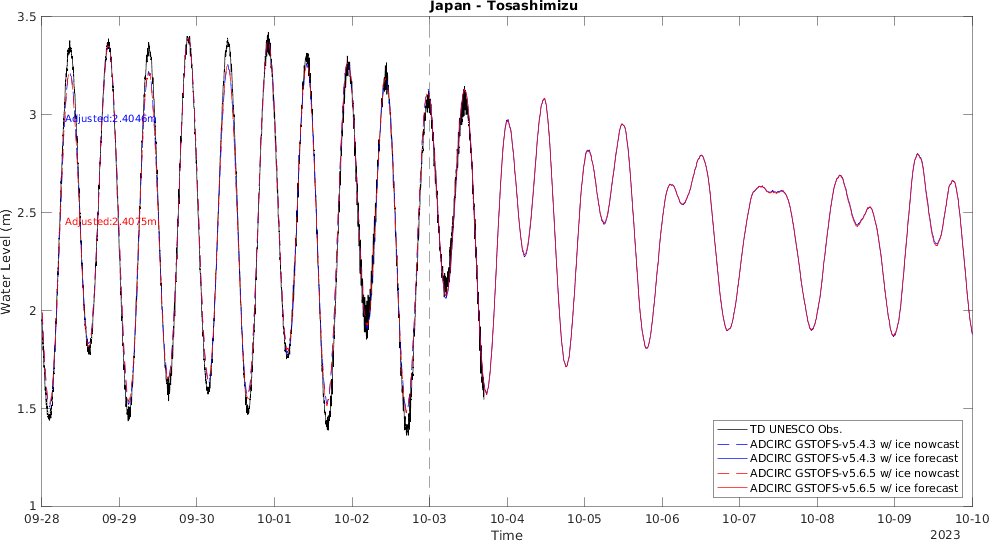 Japan - Tosashimizu
3.5
3
2.5
2
1.5
1
Water Level (m)
Adjusted:2.4046m
Adjusted:2.4075m
TD UNESCO Obs.
ADCIRC GSTOFS-v5.4.3 w/ ice nowcast
ADCIRC GSTOFS-v5.4.3 w/ ice forecast
ADCIRC GSTOFS-v5.6.5 w/ ice nowcast
ADCIRC GSTOFS-v5.6.5 w/ ice forecast
09-28 09-29 09-30 10-01 10-02 10-03 10-04 10-05 10-06 10-07 10-08 10-09 10-10
Time
2023